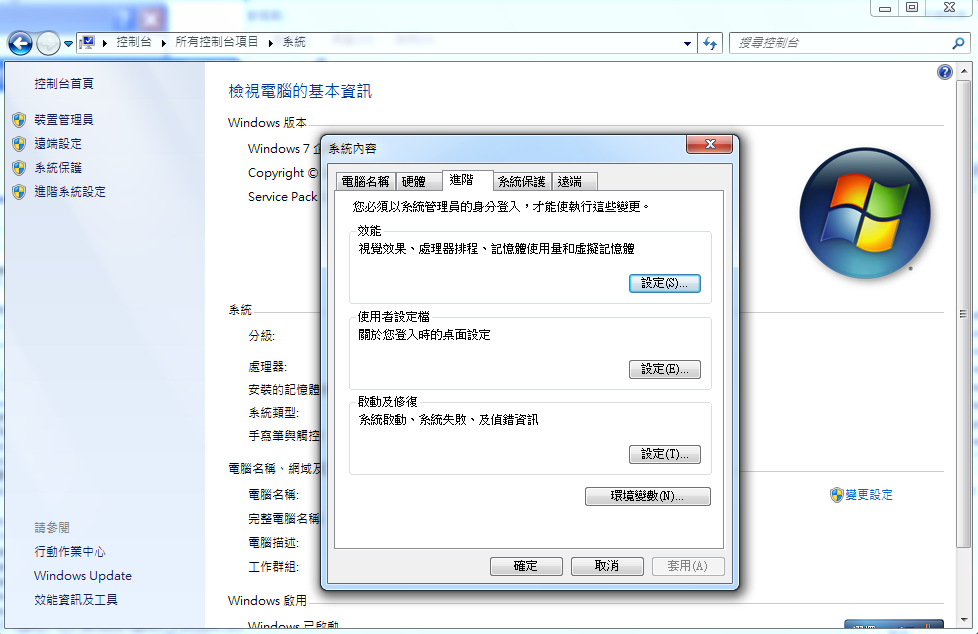 控制台
所有控制台項目
系統
搜尋控制台
控制台首頁
裝置管理員
遠端設定
系統保護
進階系統設定
請參閱
行動作業中心
Windows Update
效能資訊及工具
檢視電腦的基本資訊
Windows 版本
Windows 7 企
Copyright ©
Service Pack
系統
分級:
處理器:
安裝的記憶體
系統類型:
手寫筆與觸控
電腦名稱、網域及
電腦名稱:
完整電腦名稱
電腦描述:
工作群組:
變更設定
Windows 啟用
Windows 已啟動
系統內容
電腦名稱 硬體 進階 系統保護 遠端
您必須以系統管理員的身分登入，才能使執行這些變更。
效能
視覺效果、處理器排程、記憶體使用量和虛擬記憶體
設定(S)...
使用者設定檔
關於您登入時的桌面設定
設定(E)...
啟動及修復
系統啟動、系統失敗、及偵錯資訊
設定(T)...
環境變數(N)...
確定 取消 套用(A)